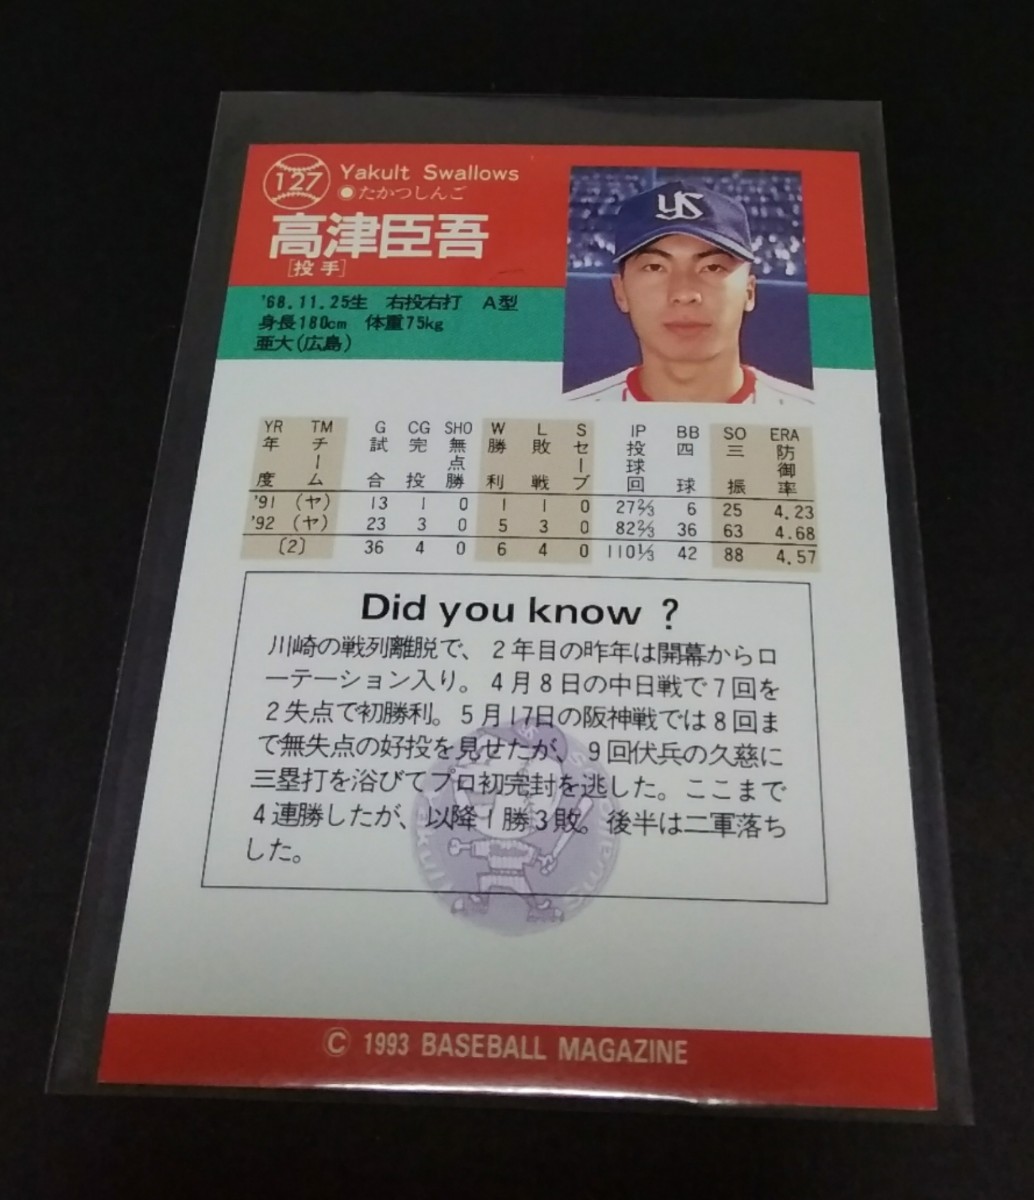 127
Yakult Swallows
●たかつしんご
高津臣吾
[投手]
YS
'68.11.25生 右投右打 A型
身長180cm 体重75kg
亜大(広島)
YR TM G CG SHO W L S IP BB SO ERA
年度 チーム 試合 完投 無点勝 勝利 敗戦 セーブ 投球回 四球 三振 防御率
'91 (ヤ) 13 1 0 1 1 0 27⅔ 6 25 4.23
'92 (ヤ) 23 3 0 5 3 0 82⅔ 36 63 4.68
〔2〕 36 4 0 6 4 0 110⅓ 42 88 4.57
Did you know ?
川崎の戦列離脱で、2年目の昨年は開幕からロ
ーテーション入り。4月8日の中日戦で7回を
2失点で初勝利。5月17日の阪神戦では8回ま
で無失点の好投を見せたが、9回伏兵の久慈に
三塁打を浴びてプロ初完封を逃した。ここまで
4連勝したが、以降1勝3敗。後半は二軍落ち
した。
© 1993 BASEBALL MAGAZINE